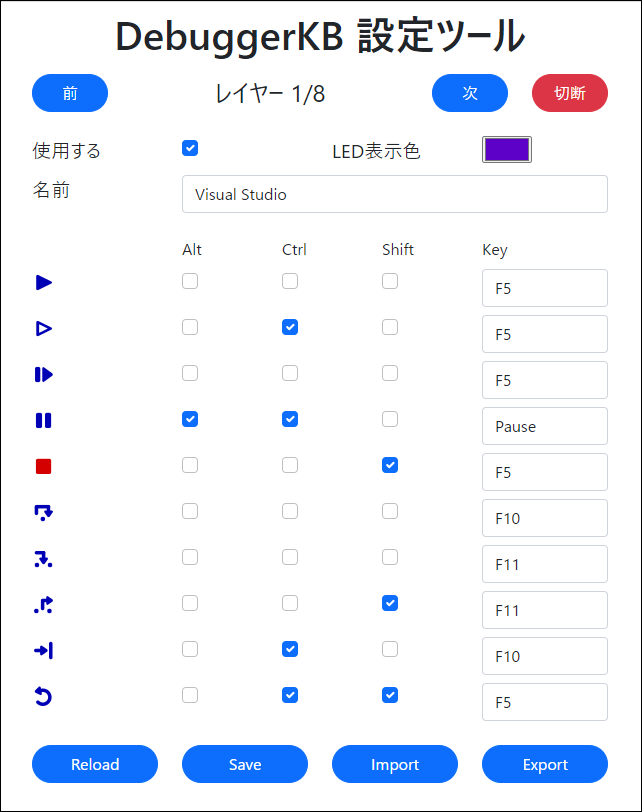 DebuggerKB 設定ツール
前 レイヤー 1/8 次 切断
使用する LED表示色
名前 Visual Studio
Alt Ctrl Shift Key
F5
F5
F5
Pause
F5
F10
F11
F11
F10
F5
Reload Save Import Export